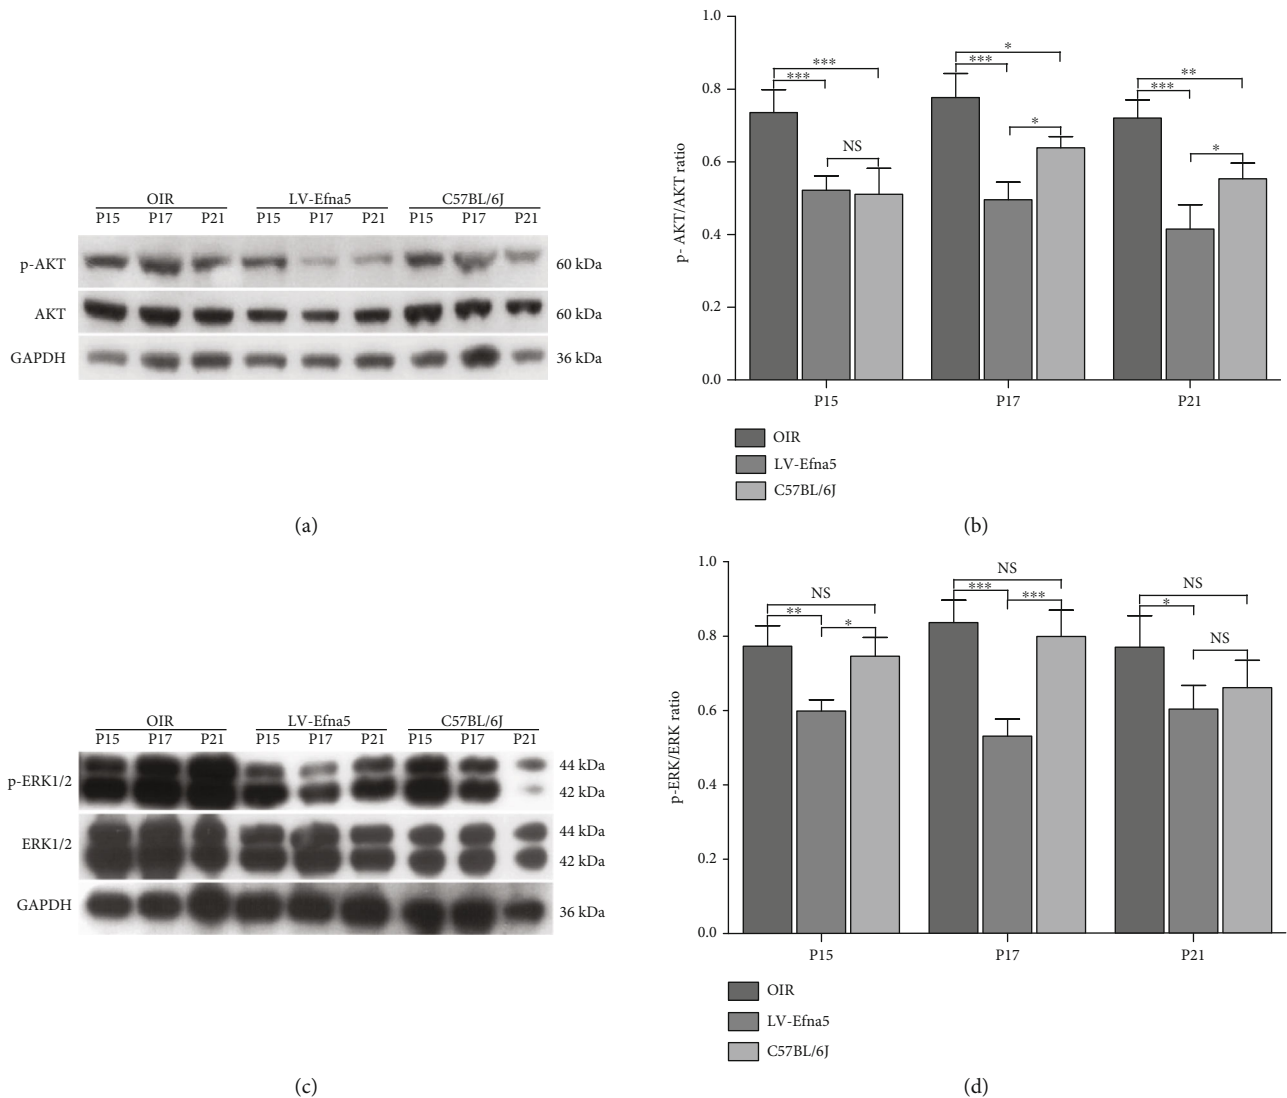 OIR LV-Efna5 C57BL/6J
P15 P17 P21 P15 P17 P21 P15 P17 P21
p-AKT 60 kDa
AKT 60 kDa
GAPDH 36 kDa
(a)
1.0
0.8
0.6
0.4
0.2
0.0
p- AKT/AKT ratio
***
***
NS
*
***
*
**
***
*
P15 P17 P21
OIR
LV-Efna5
C57BL/6J
(b)
OIR LV-Efna5 C57BL/6J
P15 P17 P21 P15 P17 P21 P15 P17 P21
p-ERK1/2 44 kDa
42 kDa
ERK1/2 44 kDa
42 kDa
GAPDH 36 kDa
(c)
1.0
0.8
0.6
0.4
0.2
0.0
p-ERK/ERK ratio
NS
**
*
NS
***
***
NS
*
NS
P15 P17 P21
OIR
LV-Efna5
C57BL/6J
(d)